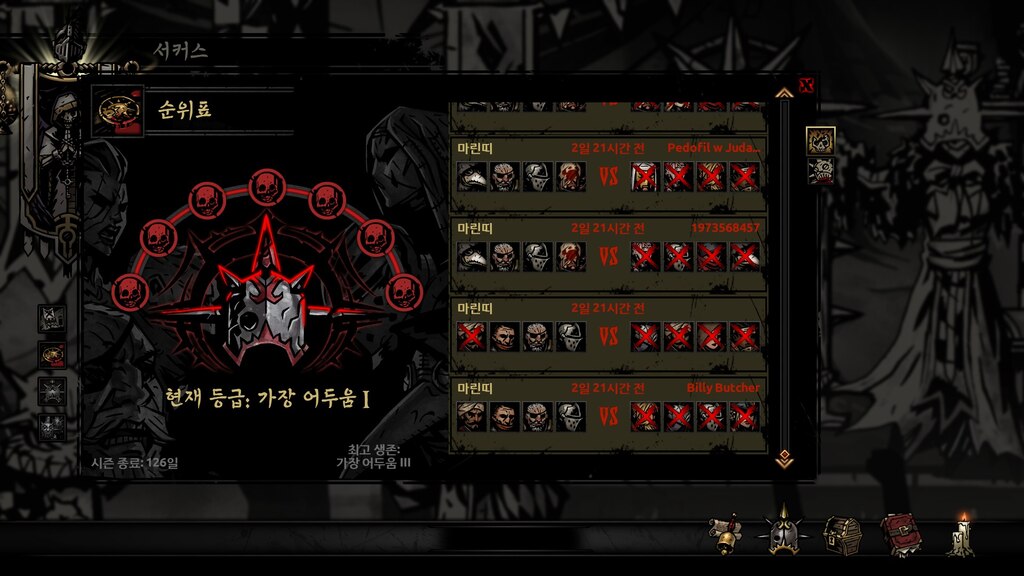 서커스
순위표
현재 등급: 가장 어두움 I
시즌 종료: 126일
최고 생존:
가장 어두움 III
마린띠 2일 21시간 전 Pedofil w Juda...
VS
마린띠 2일 21시간 전 1973568457
VS
마린띠 2일 21시간 전
VS
마린띠 2일 21시간 전 Billy Butcher
VS